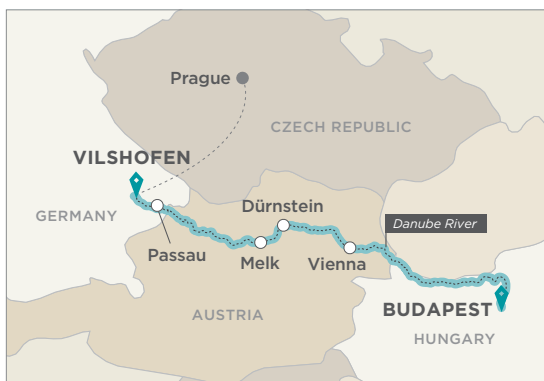 Prague
CZECH REPUBLIC
VILSHOFEN
GERMANY
Dürnstein
Danube River
Passau
Melk
Vienna
BUDAPEST
AUSTRIA
HUNGARY